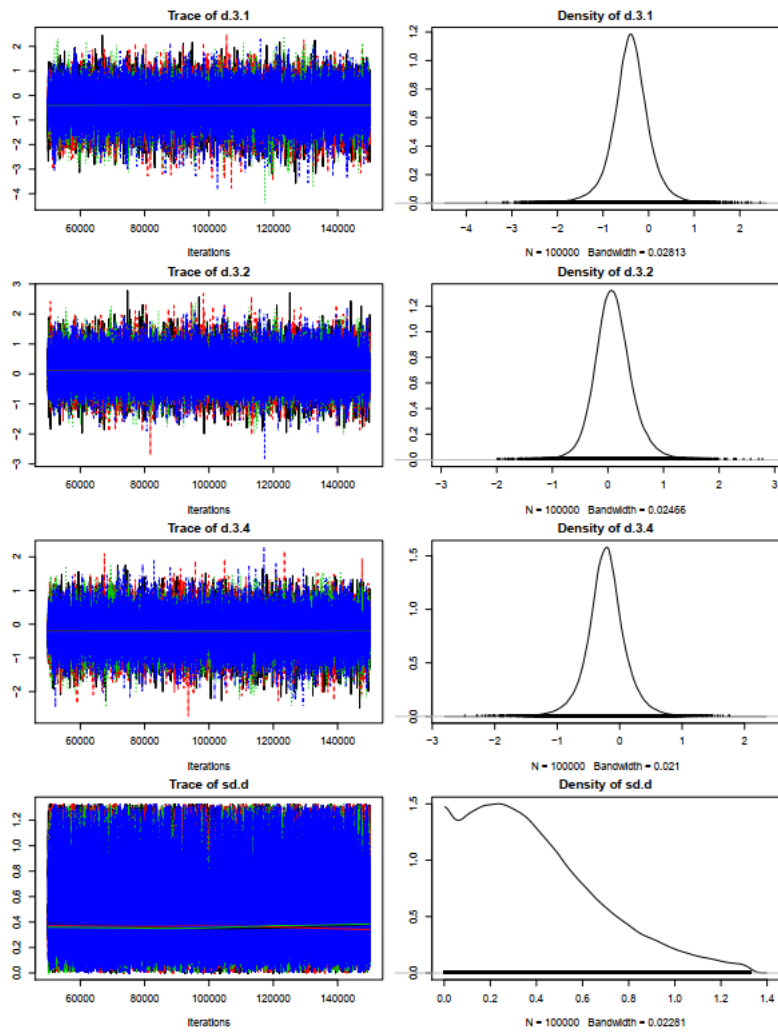 Trace of d.3.1
2
1
0
-1
-2
-3
-4
60000 80000 100000 120000 140000
Iterations
Density of d.3.1
1.2
1.0
0.8
0.6
0.4
0.2
0.0
-4 -3 -2 -1 0 1 2
N = 100000 Bandwidth = 0.02813
Trace of d.3.2
3
2
1
0
-1
-2
-3
60000 80000 100000 120000 140000
Iterations
Density of d.3.2
1.2
1.0
0.8
0.6
0.4
0.2
0.0
-3 -2 -1 0 1 2 3
N = 100000 Bandwidth = 0.02466
Trace of d.3.4
2
1
0
-1
-2
60000 80000 100000 120000 140000
Iterations
Density of d.3.4
1.5
1.0
0.5
0.0
-3 -2 -1 0 1 2
N = 100000 Bandwidth = 0.021
Trace of sd.d
1.2
1.0
0.8
0.6
0.4
0.2
0.0
60000 80000 100000 120000 140000
Iterations
Density of sd.d
1.5
1.0
0.5
0.0
0.0 0.2 0.4 0.6 0.8 1.0 1.2 1.4
N = 100000 Bandwidth = 0.02281